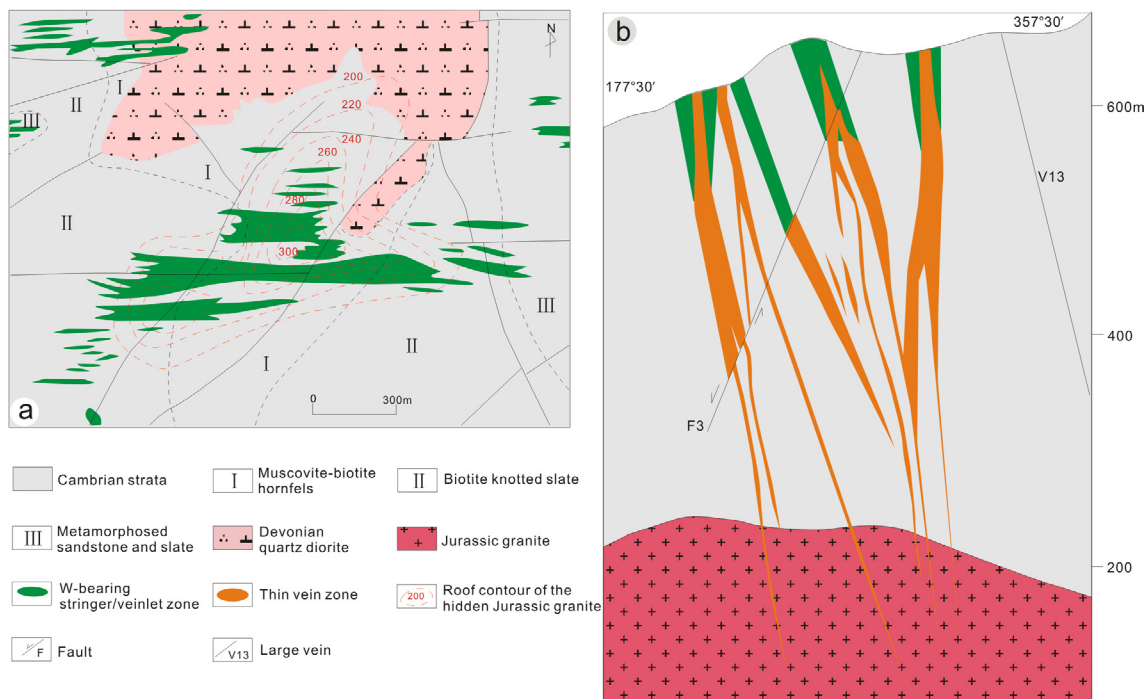 N
200
220
240
260
280
300
I
II
III
I
II
I
II
III
0 300m
a
b
177°30′
357°30′
600m
400
200
V13
F3
Cambrian strata
I
Muscovite-biotite
hornfels
II
Biotite knotted slate
III
Metamorphosed
sandstone and slate
Devonian
quartz diorite
Jurassic granite
W-bearing
stringer/veinlet zone
Thin vein zone
200
Roof contour of the
hidden Jurassic granite
F
Fault
V13
Large vein